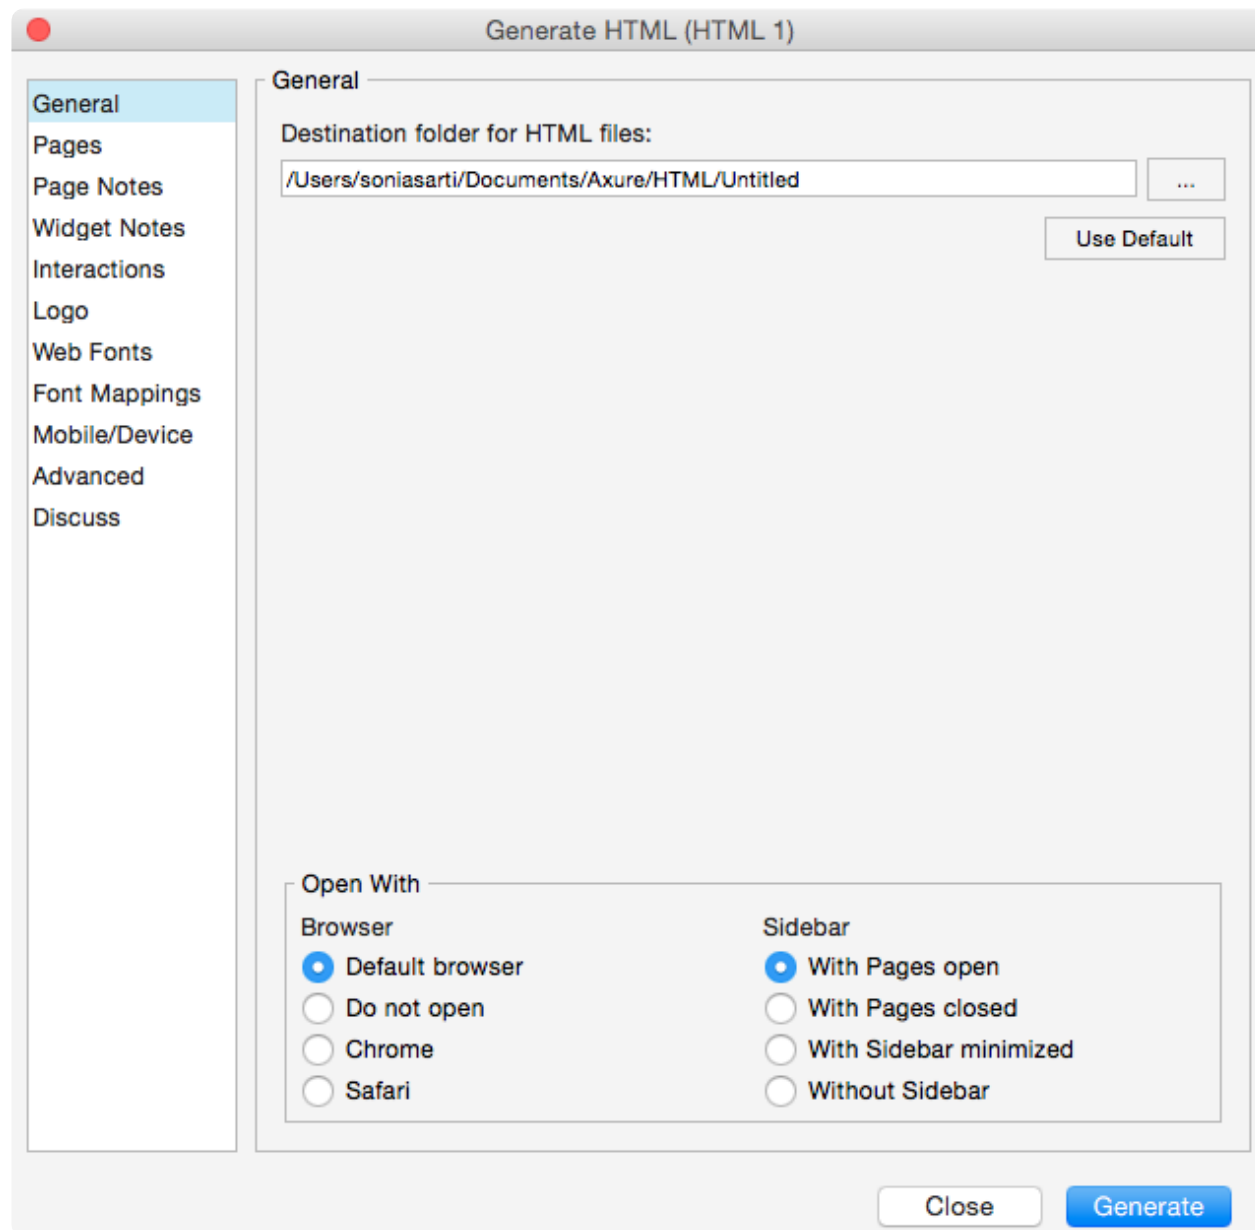 Generate HTML (HTML 1)
General
Pages
Page Notes
Widget Notes
Interactions
Logo
Web Fonts
Font Mappings
Mobile/Device
Advanced
Discuss
General
Destination folder for HTML files:
/Users/soniasarti/Documents/Axure/HTML/Untitled
...
Use Default
Open With
Browser
Default browser
Do not open
Chrome
Safari
Sidebar
With Pages open
With Pages closed
With Sidebar minimized
Without Sidebar
Close
Generate